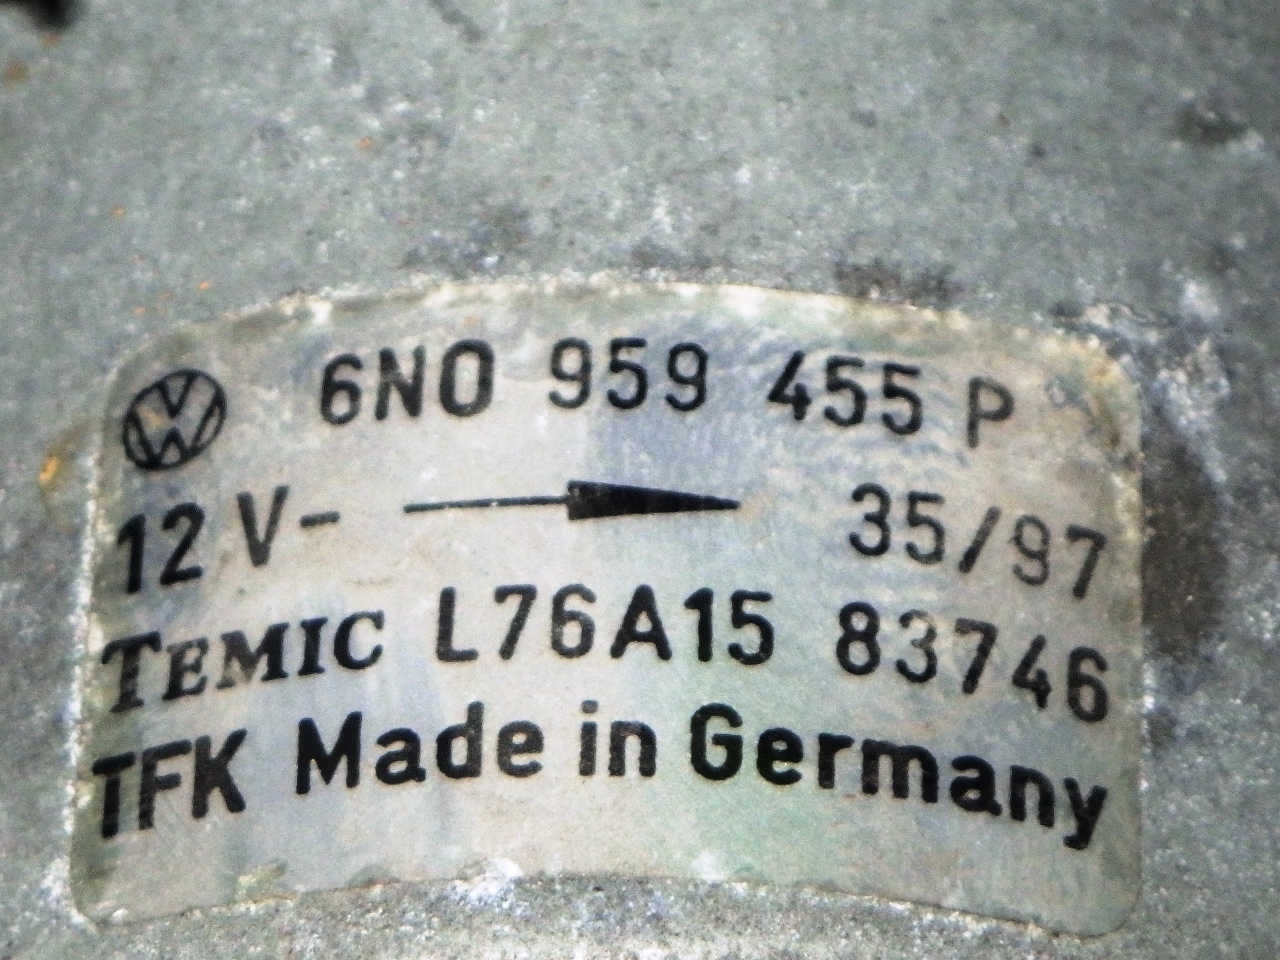 6N0 959 455 P
12 V- 35/97
TEMIC L76A15 83746
TFK Made in Germany